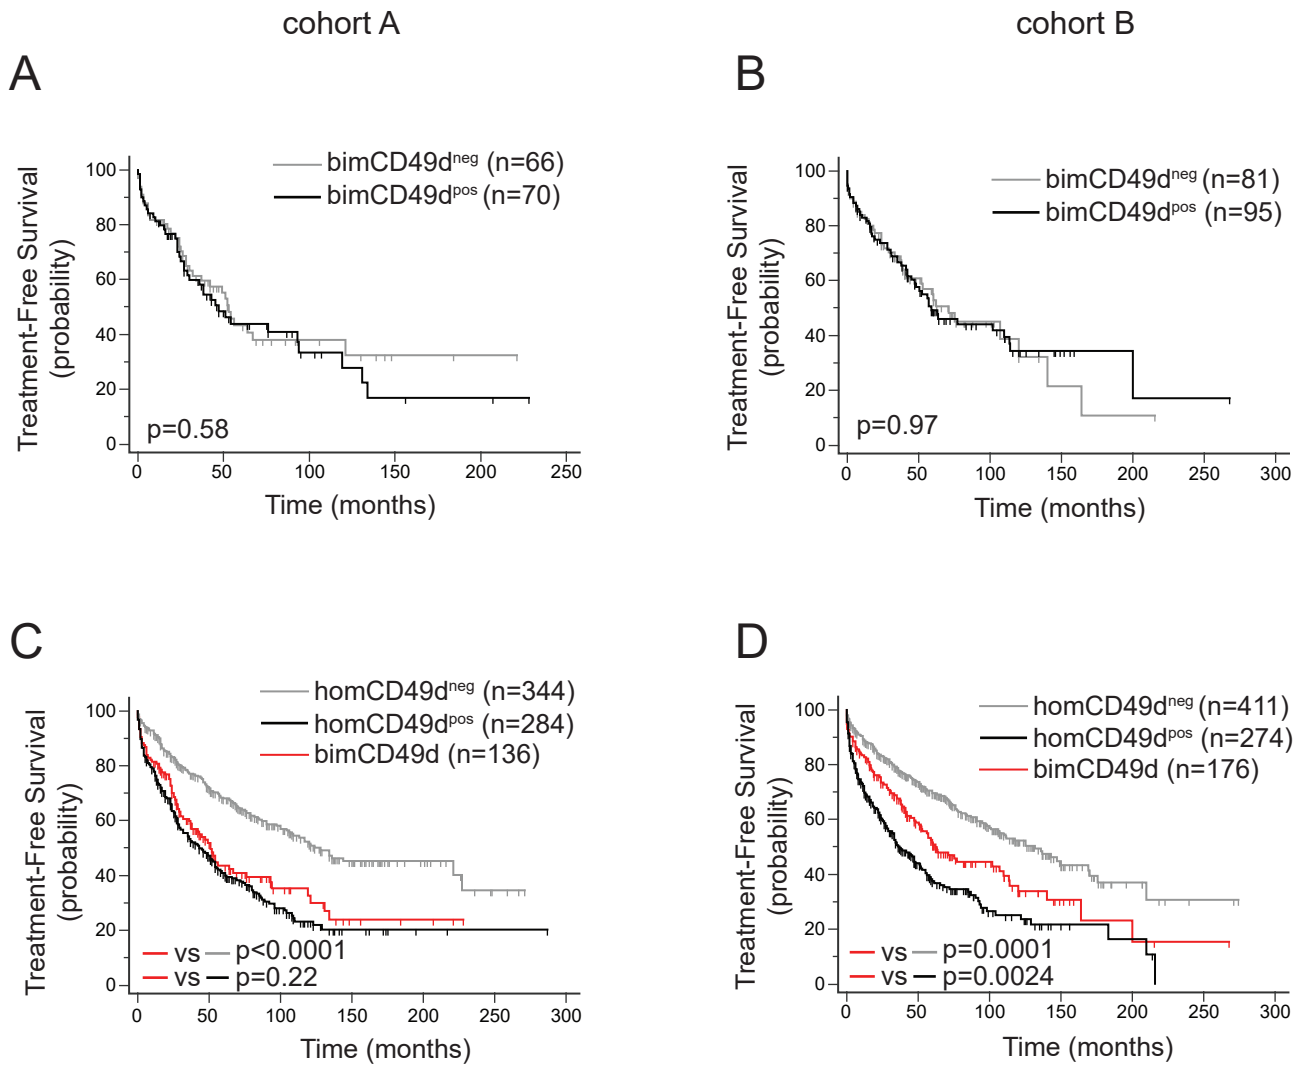 cohort A
cohort B
A
B
Treatment-Free Survival
(probability)
100
80
60
40
20
0
bimCD49dneg (n=66)
bimCD49dpos (n=70)
p=0.58
0 50 100 150 200 250
Time (months)
Treatment-Free Survival
(probability)
100
80
60
40
20
0
bimCD49dneg (n=81)
bimCD49dpos (n=95)
p=0.97
0 50 100 150 200 250 300
Time (months)
C
D
Treatment-Free Survival
(probability)
100
80
60
40
20
0
homCD49dneg (n=344)
homCD49dpos (n=284)
bimCD49d (n=136)
vs p<0.0001
vs p=0.22
0 50 100 150 200 250 300
Time (months)
Treatment-Free Survival
(probability)
100
80
60
40
20
0
homCD49dneg (n=411)
homCD49dpos (n=274)
bimCD49d (n=176)
vs p=0.0001
vs p=0.0024
0 50 100 150 200 250 300
Time (months)